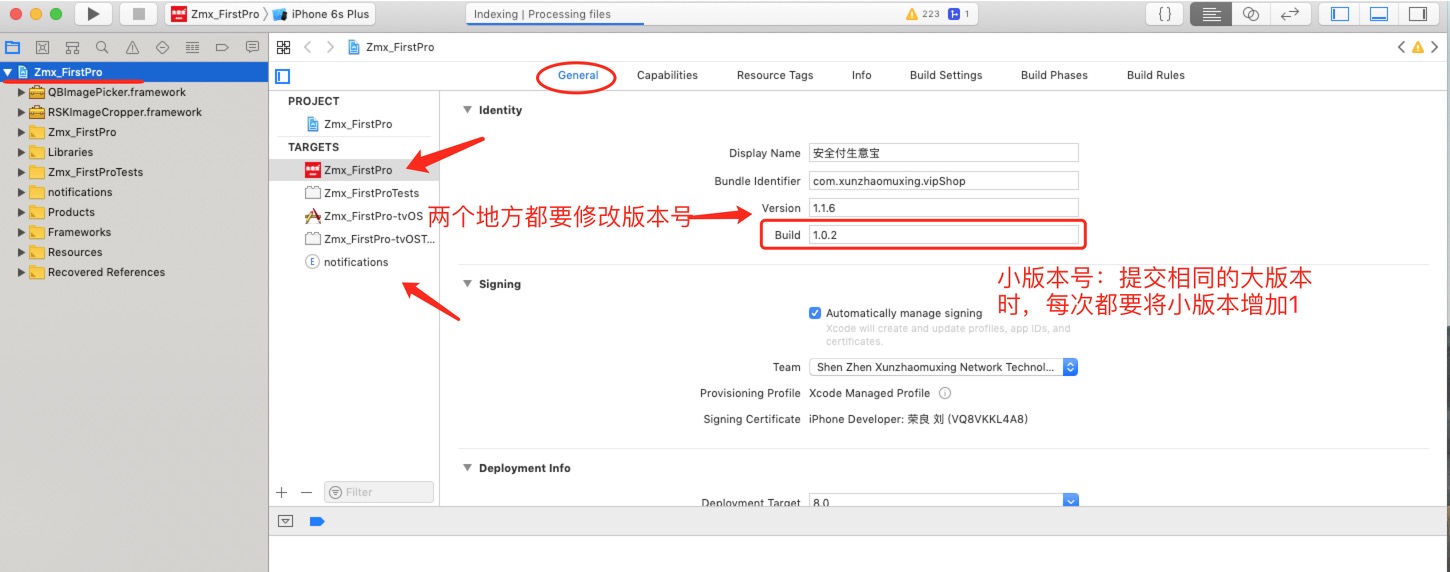 Zmx_FirstPro
iPhone 6s Plus
Indexing | Processing files
223
1
Zmx_FirstPro
Zmx_FirstPro
QBImagePicker.framework
RSKImageCropper.framework
Zmx_FirstPro
Libraries
Zmx_FirstProTests
notifications
Products
Frameworks
Resources
Recovered References
General
Capabilities
Resource Tags
Info
Build Settings
Build Phases
Build Rules
PROJECT
Zmx_FirstPro
TARGETS
Zmx_FirstPro
Zmx_FirstProTests
Zmx_FirstPro-tvOS
Zmx_FirstPro-tvOST...
E notifications
Filter
两个地方都要修改版本号
Identity
Display Name 安全付生意宝
Bundle Identifier com.xunzhaomuxing.vipShop
Version 1.1.6
Build 1.0.2
小版本号：提交相同的大版本
时，每次都要将小版本增加1
Signing
Automatically manage signing
Xcode will create and update profiles, app IDs, and
certificates.
Team Shen Zhen Xunzhaomuxing Network Technol...
Provisioning Profile Xcode Managed Profile
Signing Certificate iPhone Developer: 荣良 刘 (VQ8VKKL4A8)
Deployment Info
Deployment Target 8.0